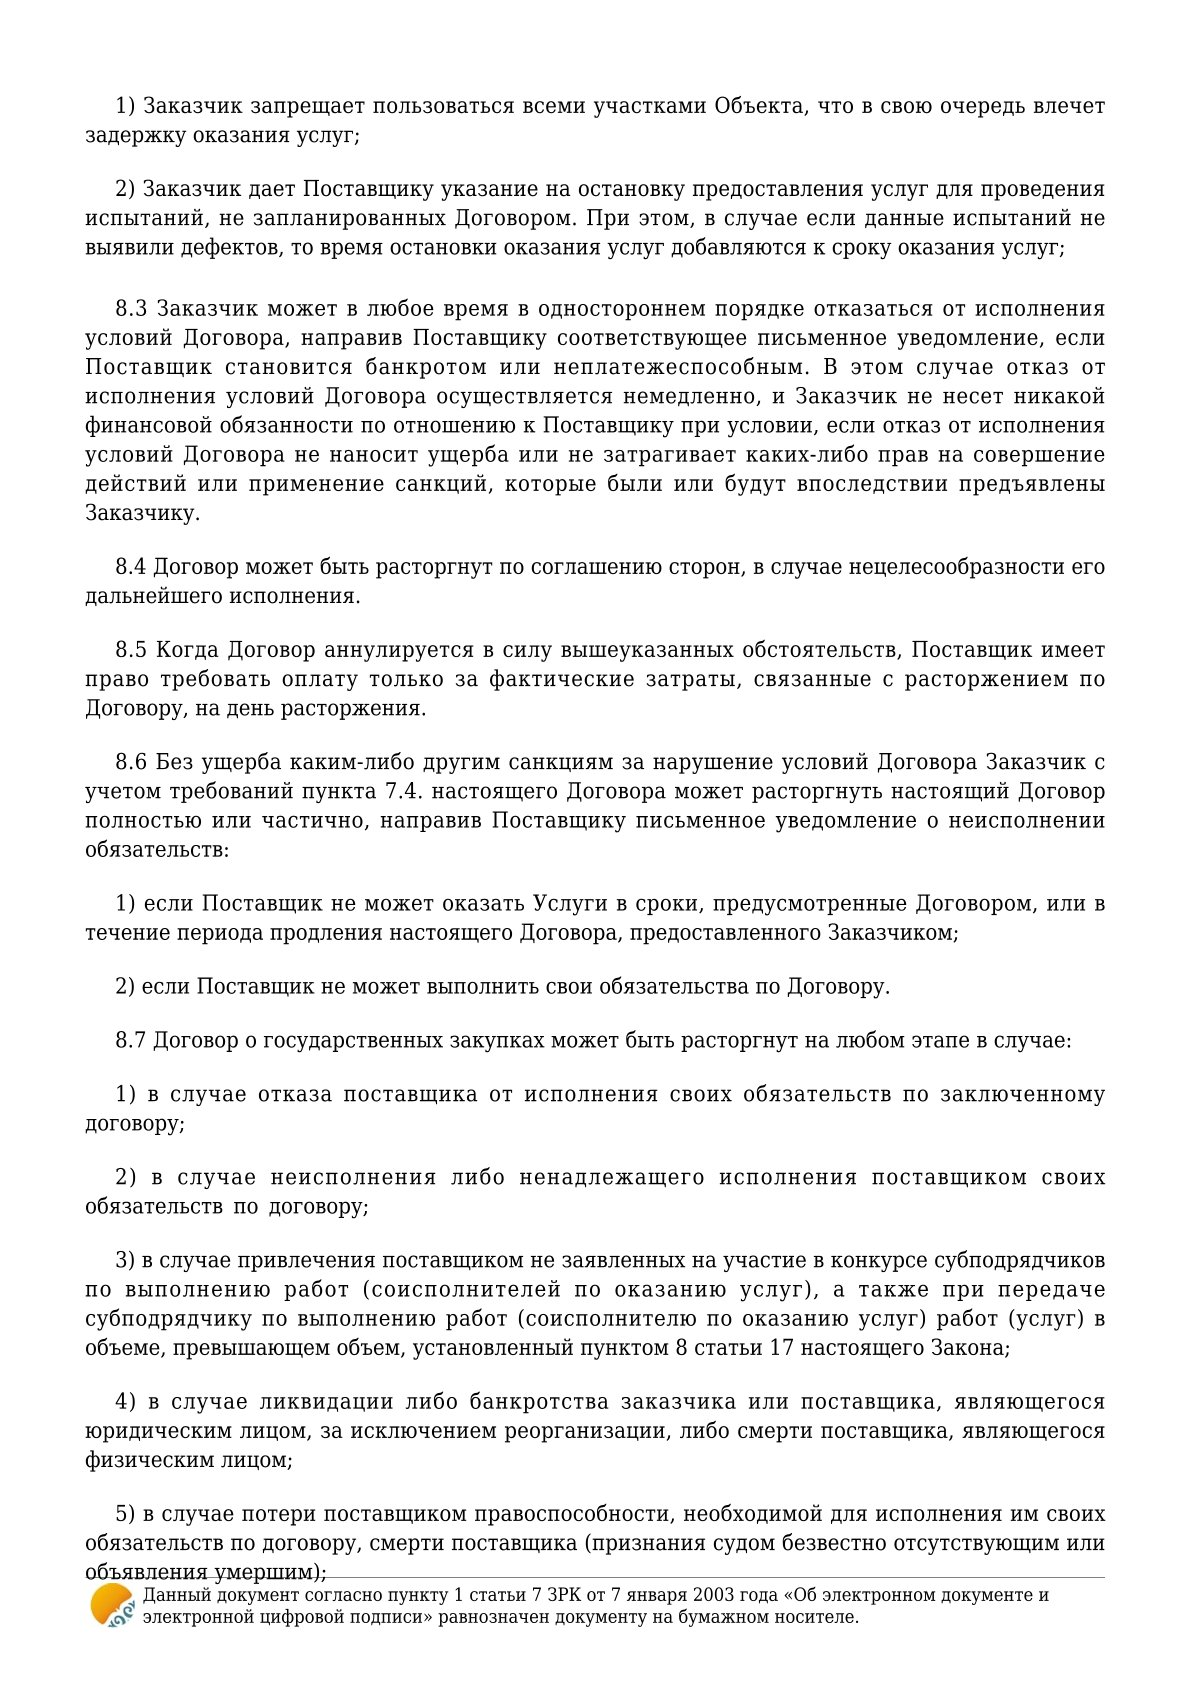 1) Заказчик запрещает пользоваться всеми участками Объекта, что в свою очередь влечет
задержку оказания услуг;
2) Заказчик дает Поставщику указание на остановку предоставления услуг для проведения
испытаний, не запланированных Договором. При этом, в случае если данные испытаний не
выявили дефектов, то время остановки оказания услуг добавляются к сроку оказания услуг;
8.3 Заказчик может в любое время в одностороннем порядке отказаться от исполнения
условий Договора, направив Поставщику соответствующее письменное уведомление, если
Поставщик становится банкротом или неплатежеспособным. В этом случае отказ от
исполнения условий Договора осуществляется немедленно, и Заказчик не несет никакой
финансовой обязанности по отношению к Поставщику при условии, если отказ от исполнения
условий Договора не наносит ущерба или не затрагивает каких-либо прав на совершение
действий или применение санкций, которые были или будут впоследствии предъявлены
Заказчику.
8.4 Договор может быть расторгнут по соглашению сторон, в случае нецелесообразности его
дальнейшего исполнения.
8.5 Когда Договор аннулируется в силу вышеуказанных обстоятельств, Поставщик имеет
право требовать оплату только за фактические затраты, связанные с расторжением по
Договору, на день расторжения.
8.6 Без ущерба каким-либо другим санкциям за нарушение условий Договора Заказчик с
учетом требований пункта 7.4. настоящего Договора может расторгнуть настоящий Договор
полностью или частично, направив Поставщику письменное уведомление о неисполнении
обязательств:
1) если Поставщик не может оказать Услуги в сроки, предусмотренные Договором, или в
течение периода продления настоящего Договора, предоставленного Заказчиком;
2) если Поставщик не может выполнить свои обязательства по Договору.
8.7 Договор о государственных закупках может быть расторгнут на любом этапе в случае:
1) в случае отказа поставщика от исполнения своих обязательств по заключенному
договору;
2) в случае неисполнения либо ненадлежащего исполнения поставщиком своих
обязательств по договору;
3) в случае привлечения поставщиком не заявленных на участие в конкурсе субподрядчиков
по выполнению работ (соисполнителей по оказанию услуг), а также при передаче
субподрядчику по выполнению работ (соисполнителю по оказанию услуг) работ (услуг) в
объеме, превышающем объем, установленный пунктом 8 статьи 17 настоящего Закона;
4) в случае ликвидации либо банкротства заказчика или поставщика, являющегося
юридическим лицом, за исключением реорганизации, либо смерти поставщика, являющегося
физическим лицом;
5) в случае потери поставщиком правоспособности, необходимой для исполнения им своих
обязательств по договору, смерти поставщика (признания судом безвестно отсутствующим или
объявления умершим);
Данный документ согласно пункту 1 статьи 7 ЗРК от 7 января 2003 года «Об электронном документе и
электронной цифровой подписи» равнозначен документу на бумажном носителе.